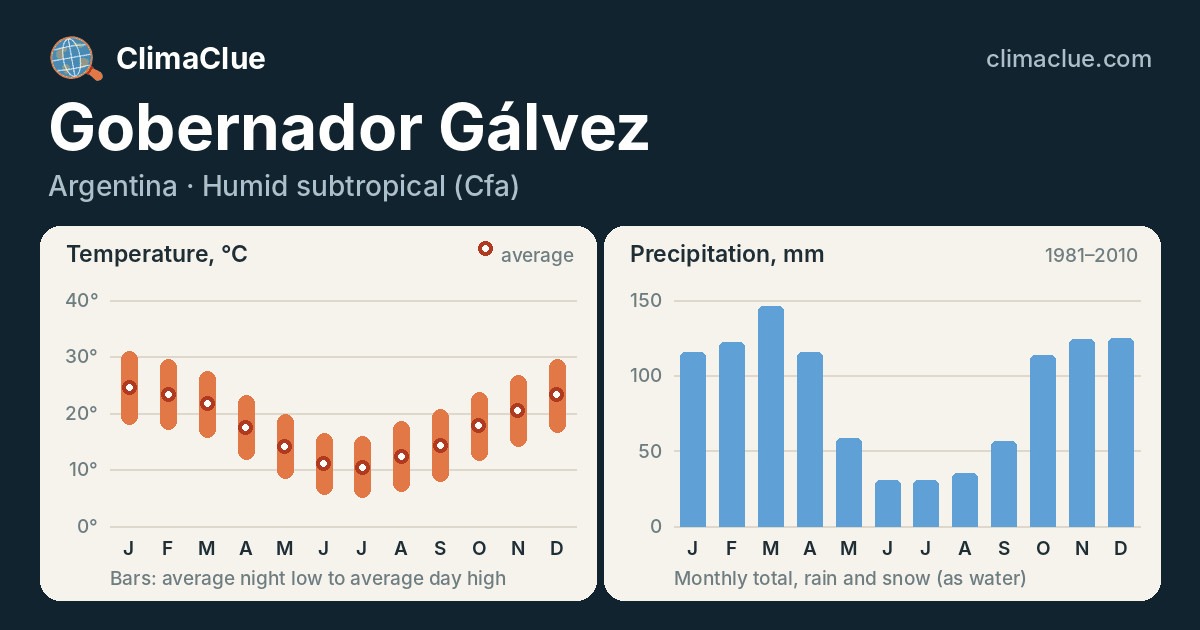 ClimaClue
climaclue.com
Gobernador Gálvez
Argentina · Humid subtropical (Cfa)
Temperature, °C
average
40°
30°
20°
10°
0°
J F M A M J J A S O N D
Bars: average night low to average day high
Precipitation, mm
1981–2010
150
100
50
0
J F M A M J J A S O N D
Monthly total, rain and snow (as water)